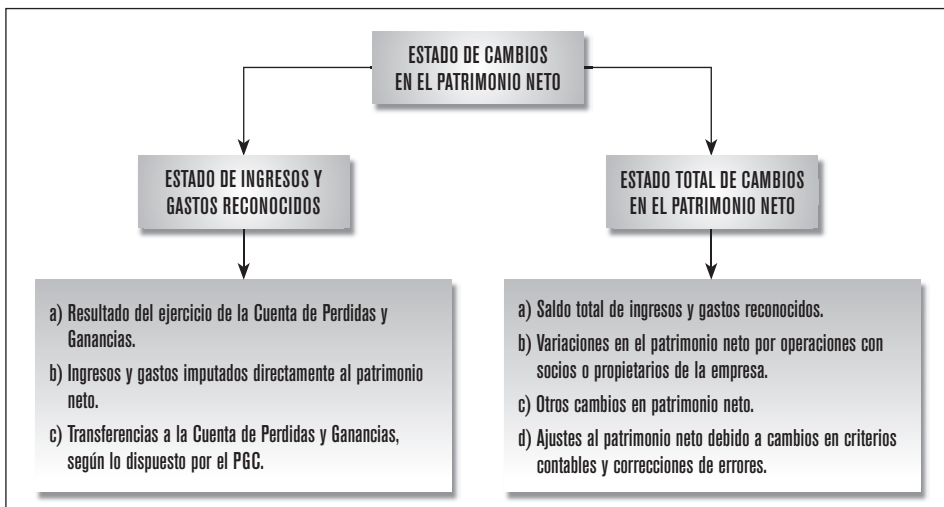 ESTADO DE CAMBIOS
EN EL PATRIMONIO NETO
ESTADO DE INGRESOS Y
GASTOS RECONOCIDOS
a) Resultado del ejercicio de la Cuenta de Perdidas y
Ganancias.
b) Ingresos y gastos imputados directamente al patrimonio
neto.
c) Transferencias a la Cuenta de Perdidas y Ganancias,
según lo dispuesto por el PGC.
ESTADO TOTAL DE CAMBIOS
EN EL PATRIMONIO NETO
a) Saldo total de ingresos y gastos reconocidos.
b) Variaciones en el patrimonio neto por operaciones con
socios o propietarios de la empresa.
c) Otros cambios en patrimonio neto.
d) Ajustes al patrimonio neto debido a cambios en criterios
contables y correcciones de errores.